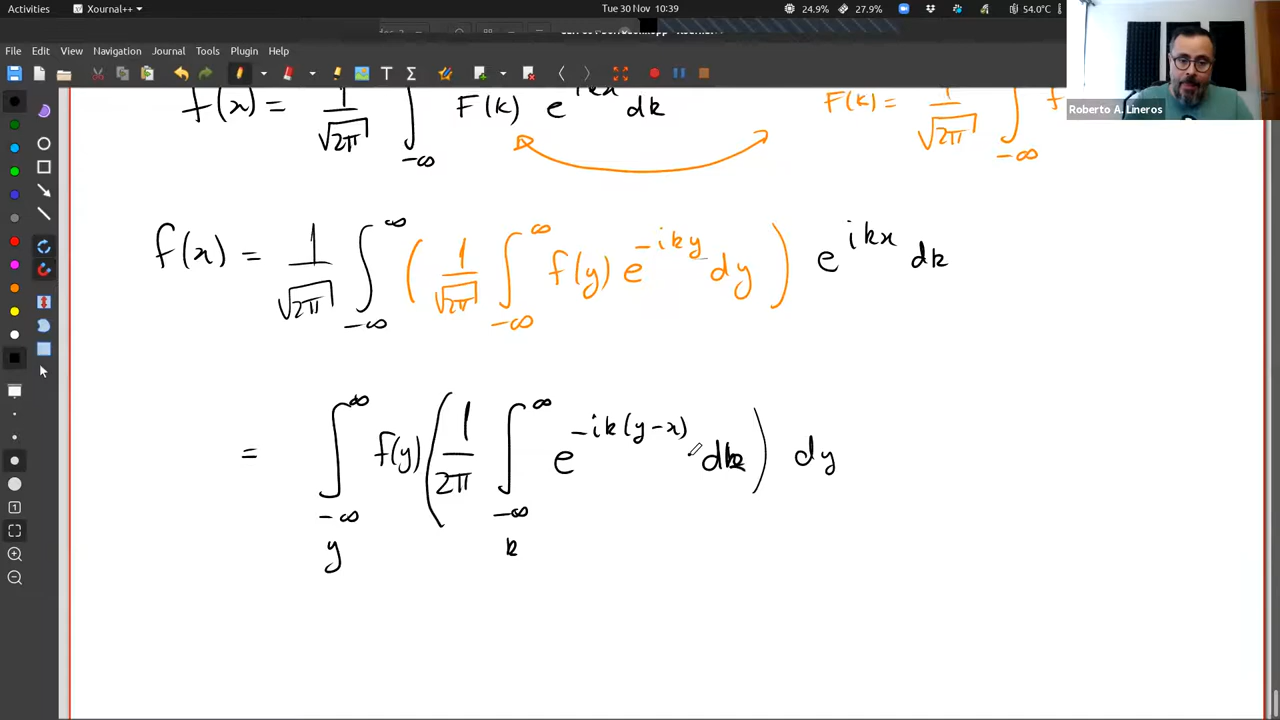 Activities Xournal++ Tue 30 Nov 10:39 24.9% 27.9% 54.0°C
File Edit View Navigation Journal Tools Plugin Help
Roberto A. Lineros
f(x) = 1/√2π ∫_{-∞} F(k) e^{ikx} dk F(k) = 1/√2π ∫_{-∞} f
f(x) = 1/√2π ∫_{-∞}^{∞} ( 1/√2π ∫_{-∞}^{∞} f(y) e^{-iky} dy ) e^{ikx} dk
= ∫_{-∞}^{∞} f(y) ( 1/2π ∫_{-∞}^{∞} e^{-ik(y-x)} dk ) dy
y k